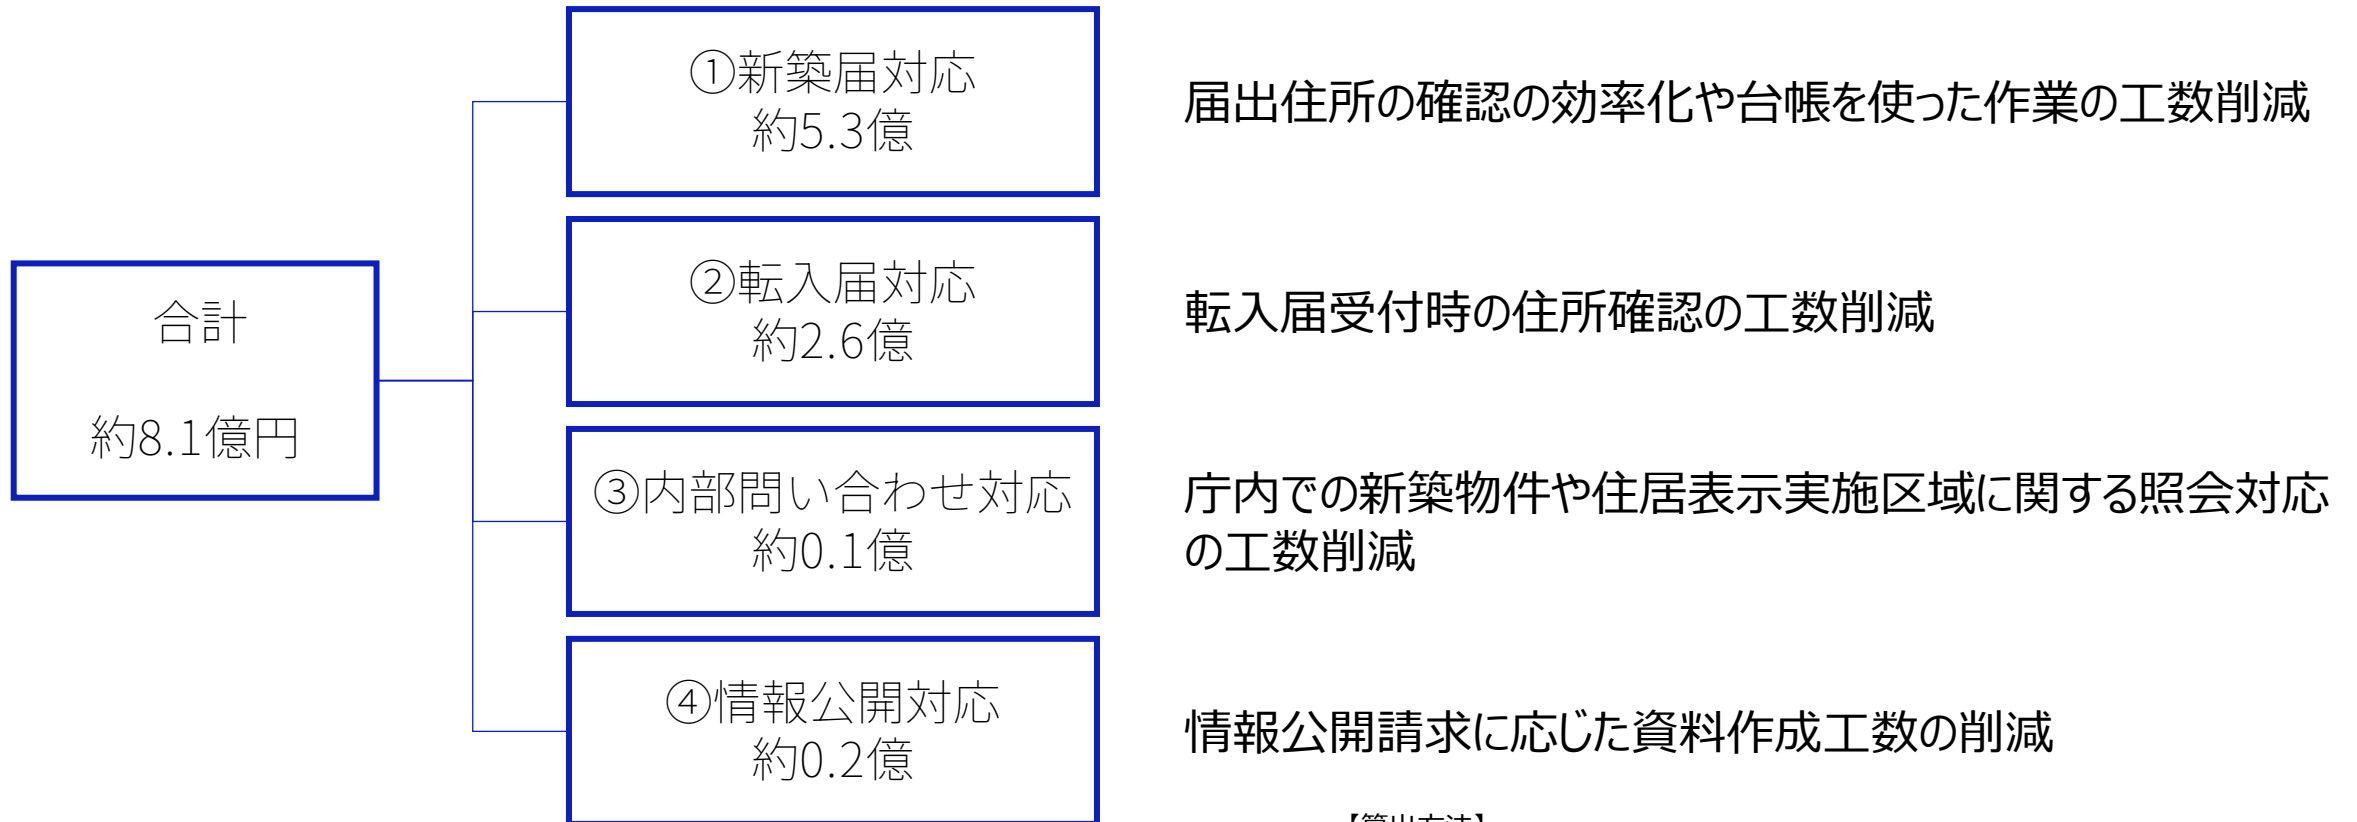 ①新築届対応
約5.3億
届出住所の確認の効率化や台帳を使った作業の工数削減
合計
約8.1億円
②転入届対応
約2.6億
転入届受付時の住所確認の工数削減
③内部問い合わせ対応
約0.1億
庁内での新築物件や住居表示実施区域に関する照会対応
の工数削減
④情報公開対応
約0.2億
情報公開請求に応じた資料作成工数の削減
【算出方法】